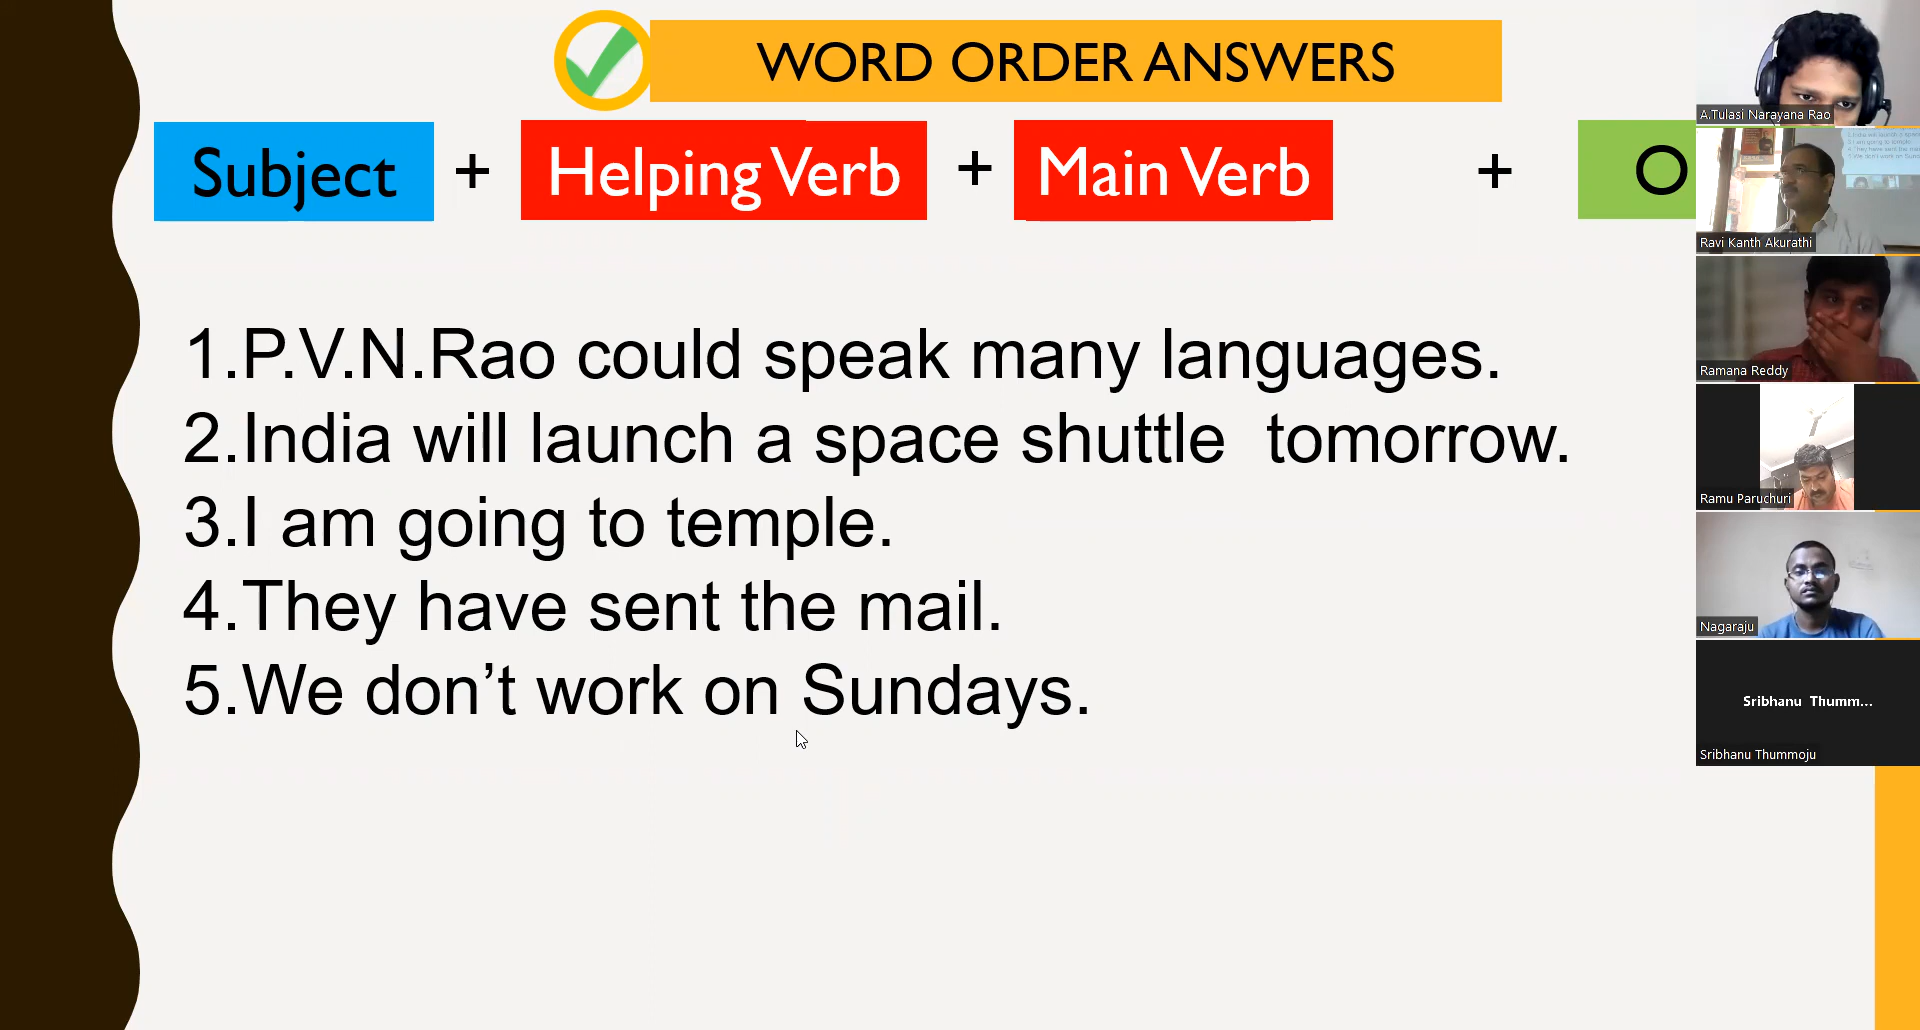 WORD ORDER ANSWERS
Subject + Helping Verb + Main Verb + O
1.P.V.N.Rao could speak many languages.
2.India will launch a space shuttle  tomorrow.
3.I am going to temple.
4.They have sent the mail.
5.We don’t work on Sundays.
A.Tulasi Narayana Rao
Ravi Kanth Akurathi
Ramana Reddy
Ramu Paruchuri
Nagaraju
Sribhanu Thumm...
Sribhanu Thummoju